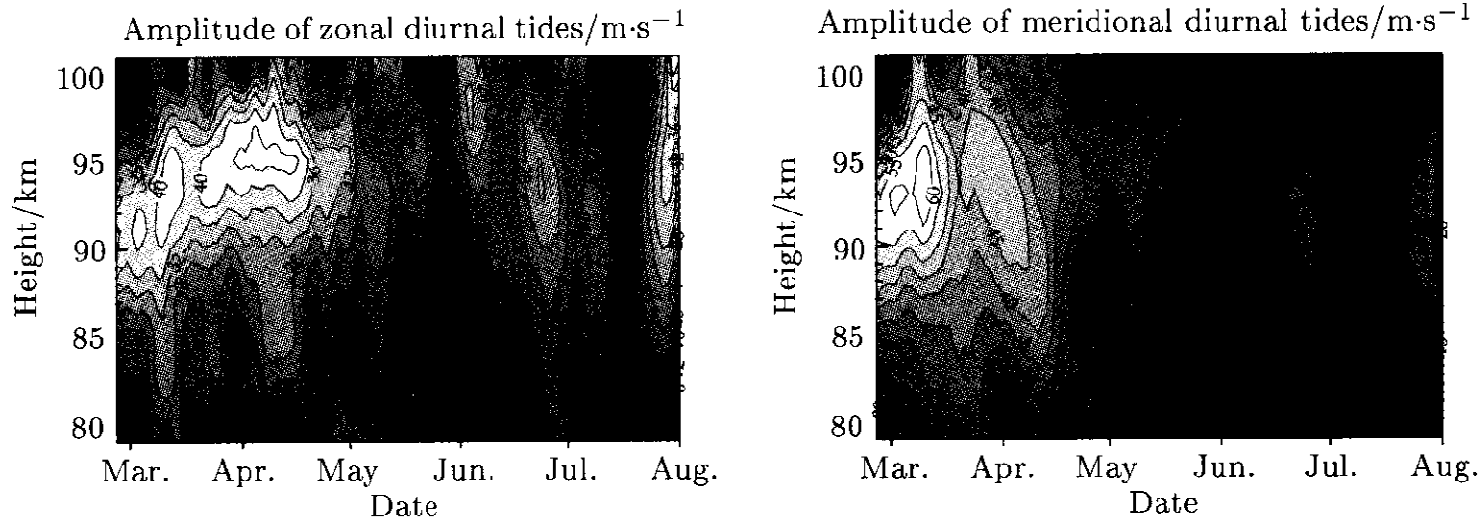 Amplitude of zonal diurnal tides/m·s⁻¹
Amplitude of meridional diurnal tides/m·s⁻¹
Height/km
100
95
90
85
80
40
40
Mar. Apr. May Jun. Jul. Aug.
Date
Height/km
100
95
90
85
80
60
Mar. Apr. May Jun. Jul. Aug.
Date